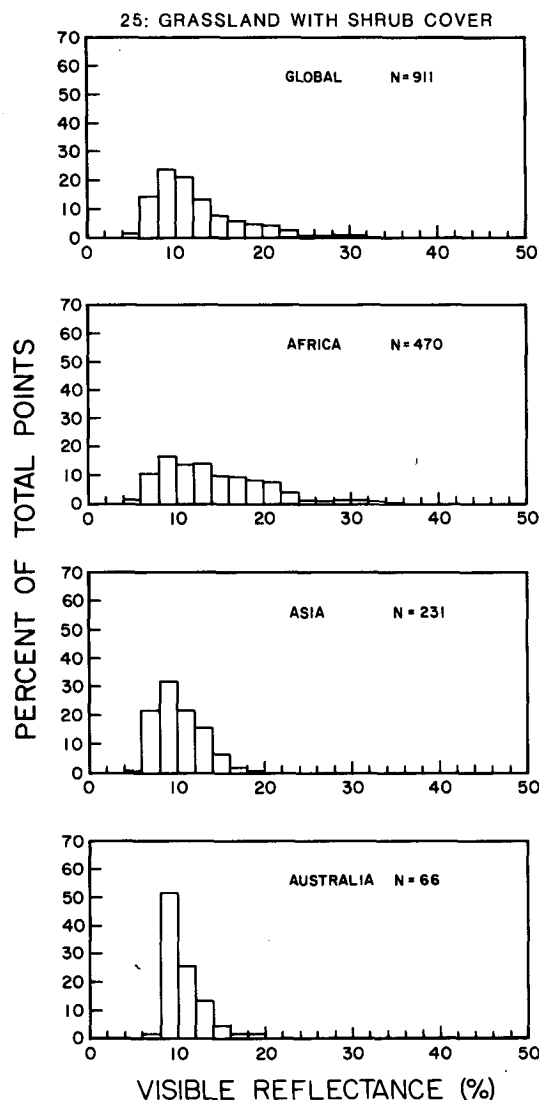 25: GRASSLAND WITH SHRUB COVER
70
60
50
40
30
20
10
0
GLOBAL N=911
0 10 20 30 40 50
70
60
50
40
30
20
10
0
AFRICA N=470
0 10 20 30 40 50
70
60
50
40
30
20
10
0
ASIA N=231
0 10 20 30 40 50
70
60
50
40
30
20
10
0
AUSTRALIA N=66
0 10 20 30 40 50
PERCENT OF TOTAL POINTS
VISIBLE REFLECTANCE (%)